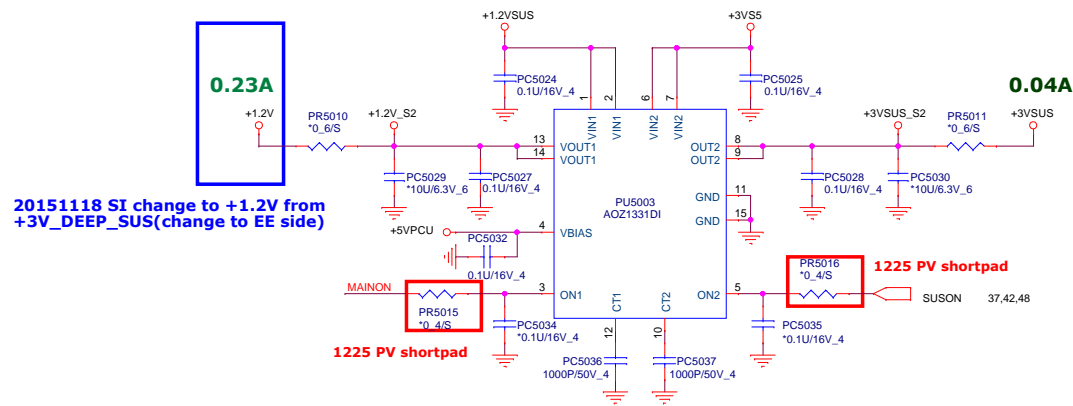 +1.2VSUS
+3VS5
0.23A
0.04A
PC5024
0.1U/16V_4
PC5025
0.1U/16V_4
1
2
6
7
VIN1
VIN1
VIN2
VIN2
+1.2V
PR5010
*0_6/S
+1.2V_S2
+3VSUS_S2
PR5011
*0_6/S
+3VSUS
13
VOUT1
14
VOUT1
8
OUT2
9
OUT2
PC5029
*10U/6.3V_6
PC5027
0.1U/16V_4
PC5028
0.1U/16V_4
PC5030
*10U/6.3V_6
PU5003
AOZ1331DI
11
GND
15
GND
20151118 SI change to +1.2V from
+3V_DEEP_SUS(change to EE side)
+5VPCU
4
VBIAS
PC5032
0.1U/16V_4
MAINON
PR5015
*0_4/S
3
ON1
5
ON2
PR5016
*0_4/S
1225 PV shortpad
SUSON
37,42,48
PC5034
*0.1U/16V_4
CT1
CT2
12
10
PC5035
*0.1U/16V_4
1225 PV shortpad
PC5036
1000P/50V_4
PC5037
1000P/50V_4